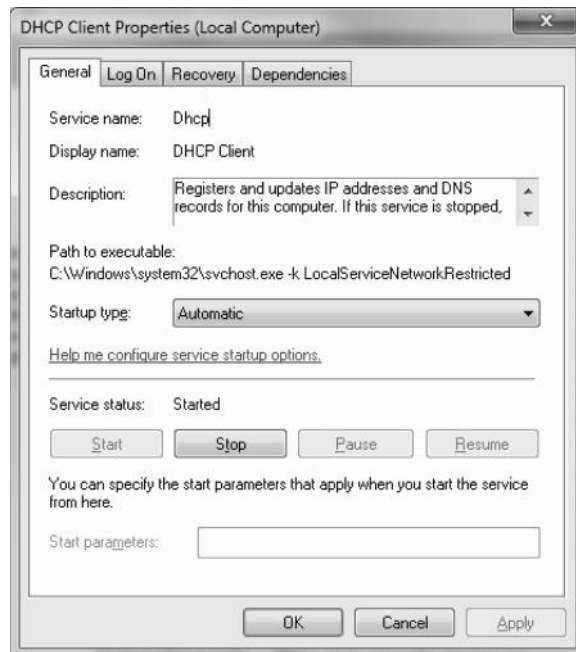 DHCP Client Properties (Local Computer)
x
General Log On Recovery Dependencies
Service name: Dhcp
Display name: DHCP Client
Description: Registers and updates IP addresses and DNS
records for this computer. If this service is stopped,
Path to executable:
C:\Windows\system32\svchost.exe -k LocalServiceNetworkRestricted
Startup type: Automatic
Help me configure service startup options.
Service status: Started
Start Stop Pause Resume
You can specify the start parameters that apply when you start the service
from here.
Start parameters:
OK Cancel Apply